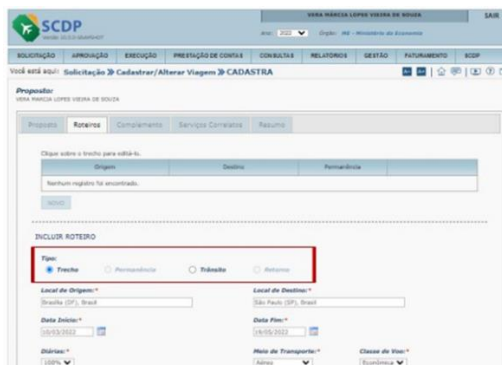 VERA MARCIA LOPES VIEIRA DE SOUZA
SAIR
SCDP
Ano: 2022 Órgão: ME - Ministério da Economia
SOLICITAÇÃO APROVAÇÃO EXECUÇÃO PRESTAÇÃO DE CONTAS CONSULTAS RELATÓRIOS GESTÃO FATURAMENTO SCDP
Você está aqui: Solicitação Cadastrar/Alterar Viagem CADASTRA
Proposto:
VERA MARCIA LOPES VIEIRA DE SOUZA
Proposto Roteiros Complemento Serviços Correlatos Resumo
Clique sobre o trecho para editá-lo.
Origem Destino Permanência
Nenhum registro foi encontrado.
NOVO
INCLUIR ROTEIRO
Tipo:
Trecho Permanência Trânsito Retorno
Local de Origem:* Local de Destino:*
Brasília (DF), Brasil São Paulo (SP), Brasil
Data Início:* Data Fim:*
10/03/2022 19/05/2022
Diárias:* Meio de Transporte:* Classe de Voo:*
100% Aéreo Econômica